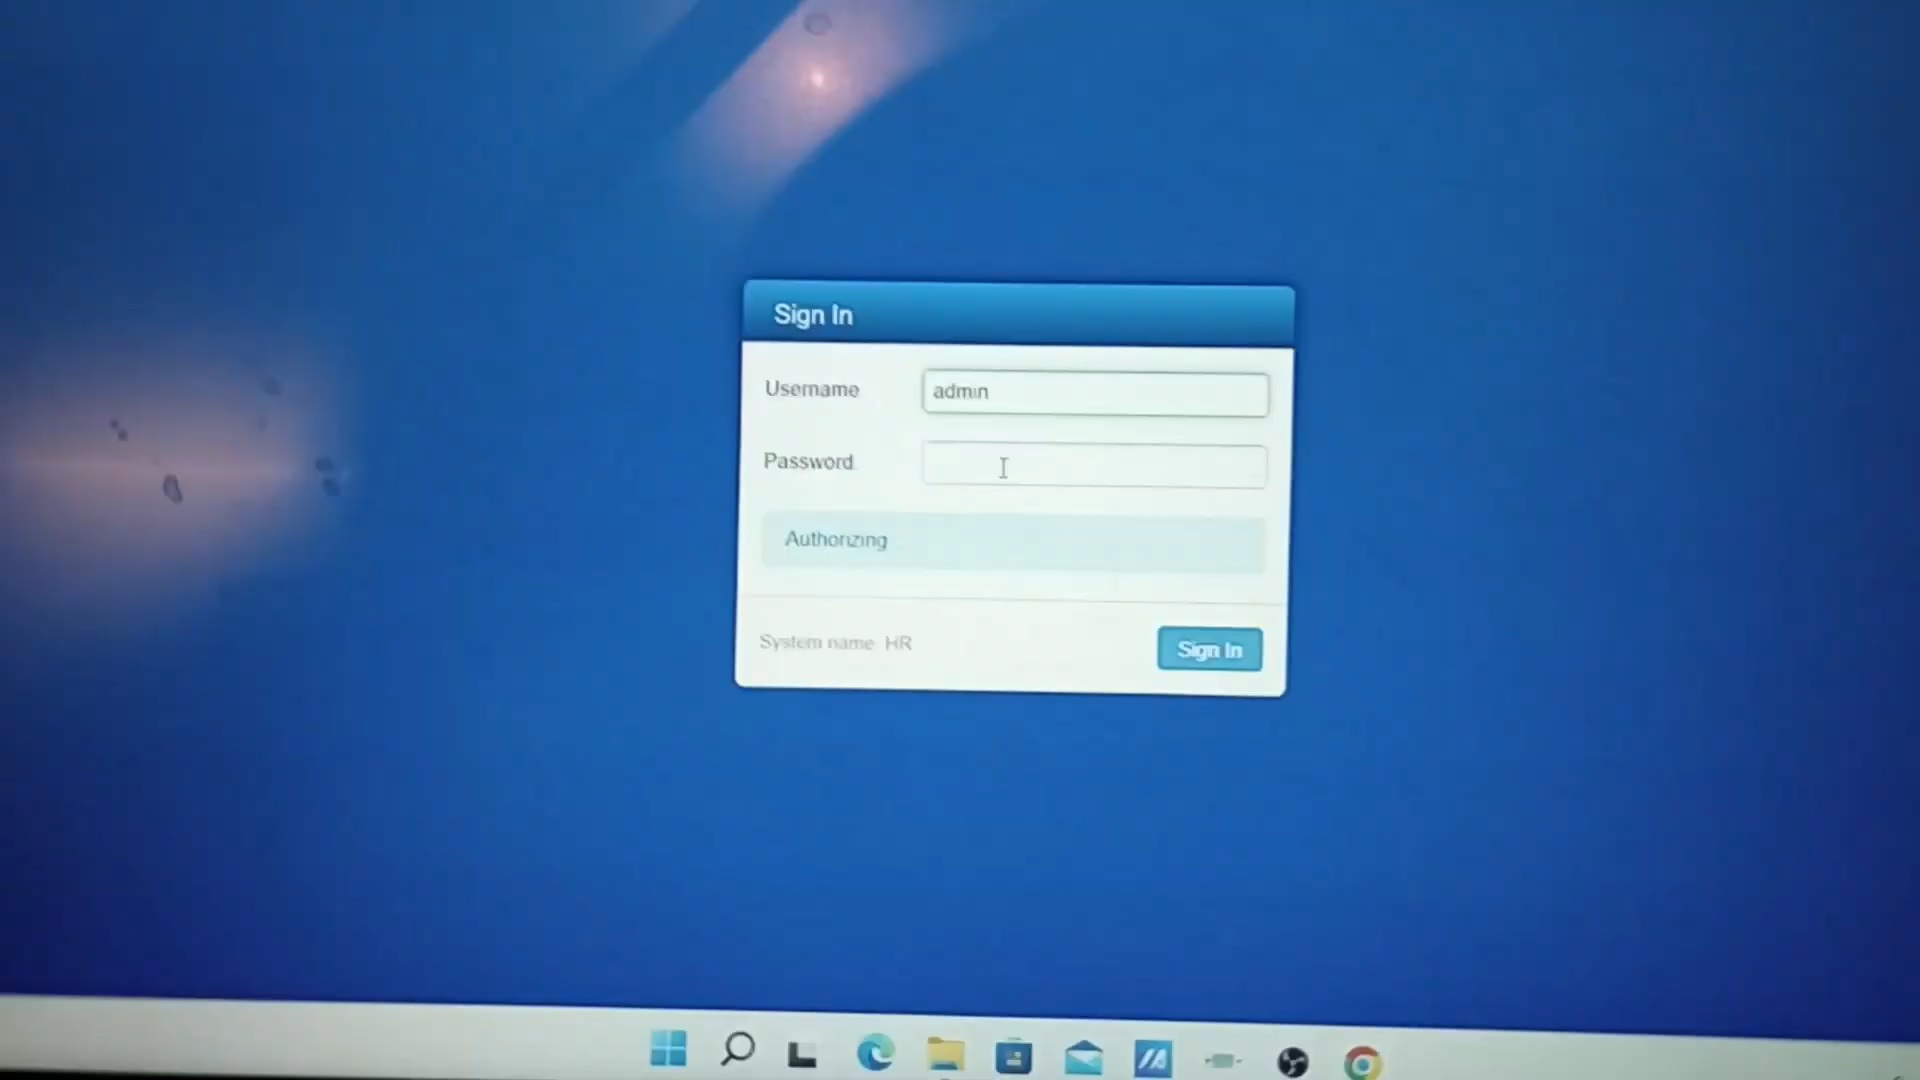 Sign In
Username
admin
Password
Authorizing
System name: HR
Sign In